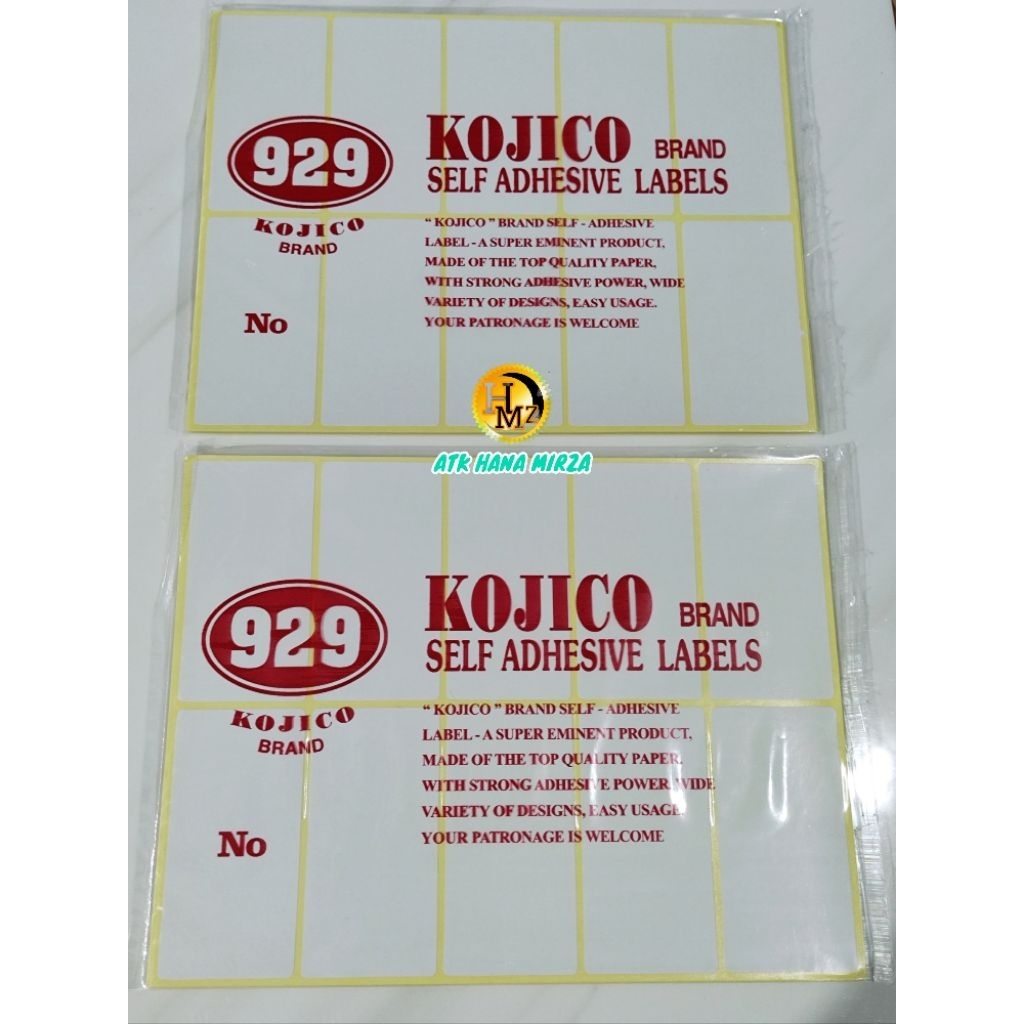 929
KOJICO
BRAND
No
KOJICO BRAND
SELF ADHESIVE LABELS
“ KOJICO ” BRAND SELF - ADHESIVE
LABEL - A SUPER EMINENT PRODUCT,
MADE OF THE TOP QUALITY PAPER,
WITH STRONG ADHESIVE POWER, WIDE
VARIETY OF DESIGNS, EASY USAGE.
YOUR PATRONAGE IS WELCOME
HMZ
ATK HANA MIRZA
929
KOJICO
BRAND
No
KOJICO BRAND
SELF ADHESIVE LABELS
“ KOJICO ” BRAND SELF - ADHESIVE
LABEL - A SUPER EMINENT PRODUCT,
MADE OF THE TOP QUALITY PAPER,
WITH STRONG ADHESIVE POWER, WIDE
VARIETY OF DESIGNS, EASY USAGE.
YOUR PATRONAGE IS WELCOME